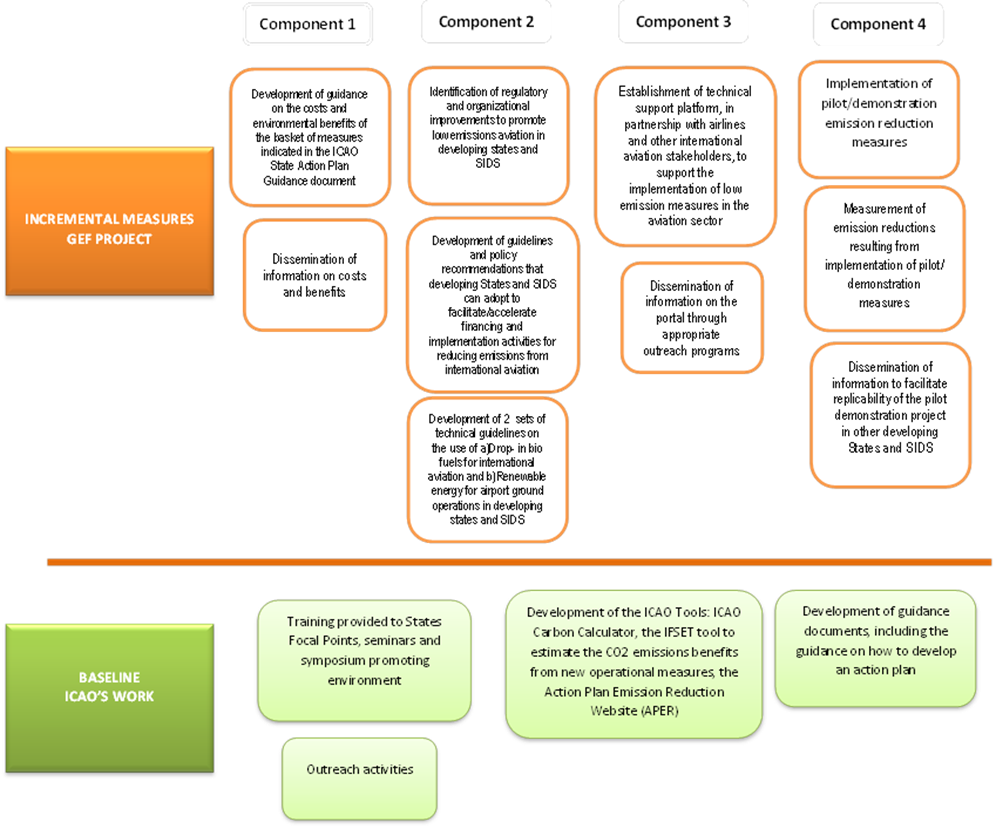 Component 1
Component 2
Component 3
Component 4
INCREMENTAL MEASURES
GEF PROJECT
Development of guidance
on the costs and
environmental benefits of
the basket of measures
indicated in the ICAO
State Action Plan
Guidance document
Dissemination of
information on costs
and benefits
Identification of regulatory
and organizational
improvements to promote
low emissions aviation in
developing states and
SIDS
Development of guidelines
and policy
recommendations that
developing States and SIDS
can adopt to
facilitate/accelerate
financing and
implementation activities for
reducing emissions from
international aviation
Development of 2 sets of
technical guidelines on
the use of a)Drop- in bio
fuels for international
aviation and b)Renewable
energy for airport ground
operations in developing
states and SIDS
Establishment of technical
support platform, in
partnership with airlines
and other international
aviation stakeholders, to
support the
implementation of low
emission measures in the
aviation sector
Dissemination of
information on the
portal through
appropriate
outreach programs
Implementation of
pilot/demonstration
emission reduction
measures
Measurement of
emission reductions
resulting from
implementation of pilot/
demonstration
measures
Dissemination of
information to facilitate
replicability of the pilot
demonstration project
in other developing
States and SIDS
BASELINE
ICAO'S WORK
Training provided to States
Focal Points, seminars and
symposium promoting
environment
Outreach activities
Development of the ICAO Tools: ICAO
Carbon Calculator, the IFSET tool to
estimate the CO2 emissions benefits
from new operational measures, the
Action Plan Emission Reduction
Website (APER)
Development of guidance
documents, including the
guidance on how to develop
an action plan